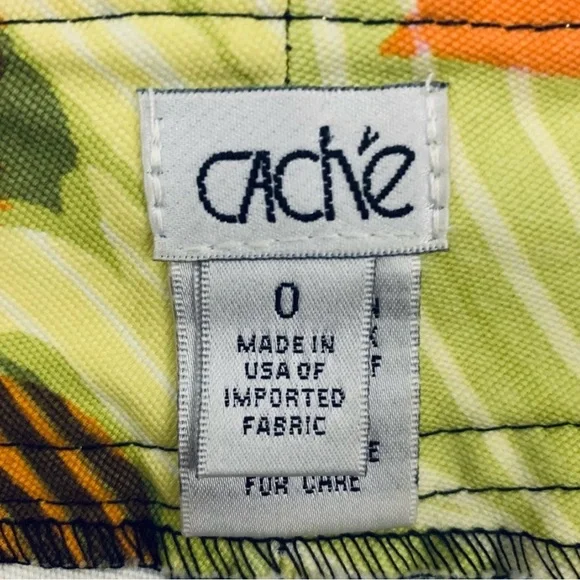 CACHé
0
MADE IN
USA OF
IMPORTED
FABRIC
FOR CARE